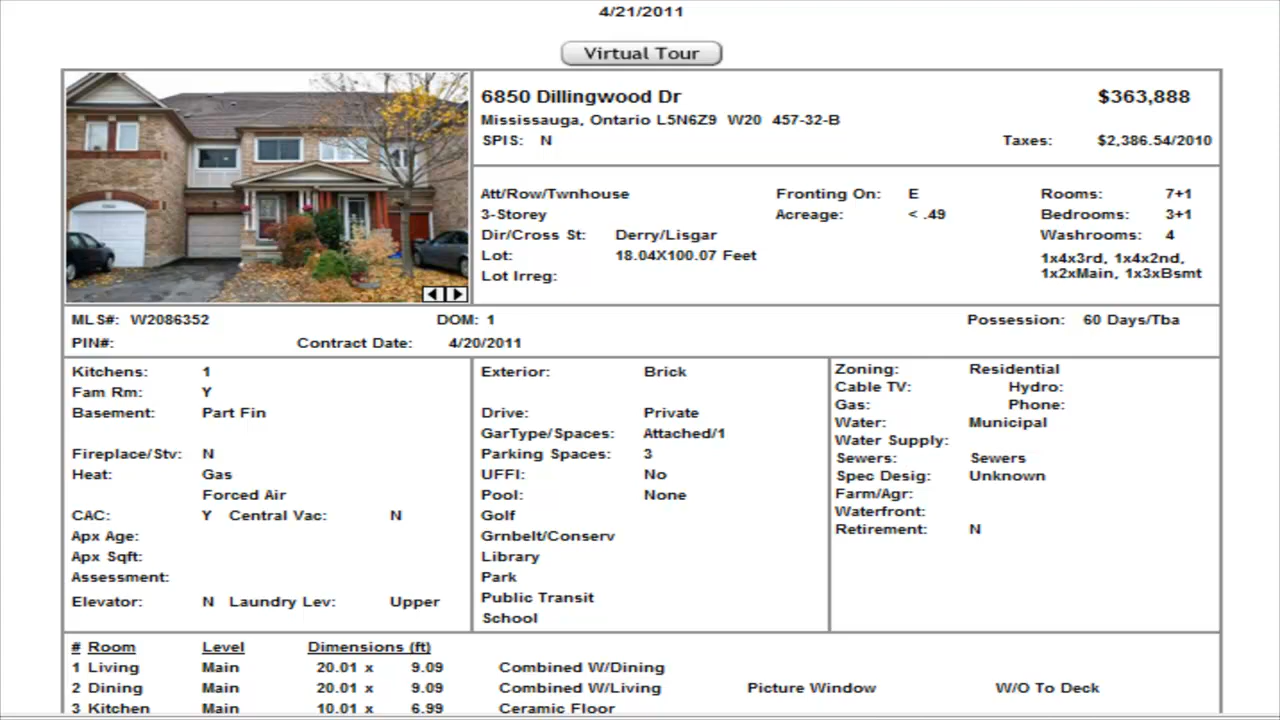 4/21/2011
Virtual Tour
6850 Dillingwood Dr $363,888
Mississauga, Ontario L5N6Z9 W20 457-32-B
SPIS: N Taxes: $2,386.54/2010
Att/Row/Twnhouse Fronting On: E Rooms: 7+1
3-Storey Acreage: < .49 Bedrooms: 3+1
Dir/Cross St: Derry/Lisgar Washrooms: 4
Lot: 18.04X100.07 Feet 1x4x3rd, 1x4x2nd,
Lot Irreg: 1x2xMain, 1x3xBsmt
MLS#: W2086352 DOM: 1 Possession: 60 Days/Tba
PIN#: Contract Date: 4/20/2011
Kitchens: 1
Fam Rm: Y
Basement: Part Fin
Fireplace/Stv: N
Heat: Gas
Forced Air
CAC: Y Central Vac: N
Apx Age:
Apx Sqft:
Assessment:
Elevator: N Laundry Lev: Upper
Exterior: Brick
Drive: Private
GarType/Spaces: Attached/1
Parking Spaces: 3
UFFI: No
Pool: None
Golf
Grnbelt/Conserv
Library
Park
Public Transit
School
Zoning: Residential
Cable TV: Hydro:
Gas: Phone:
Water: Municipal
Water Supply:
Sewers: Sewers
Spec Desig: Unknown
Farm/Agr:
Waterfront:
Retirement: N
# Room Level Dimensions (ft)
1 Living Main 20.01 x 9.09 Combined W/Dining
2 Dining Main 20.01 x 9.09 Combined W/Living Picture Window W/O To Deck
3 Kitchen Main 10.01 x 6.99 Ceramic Floor